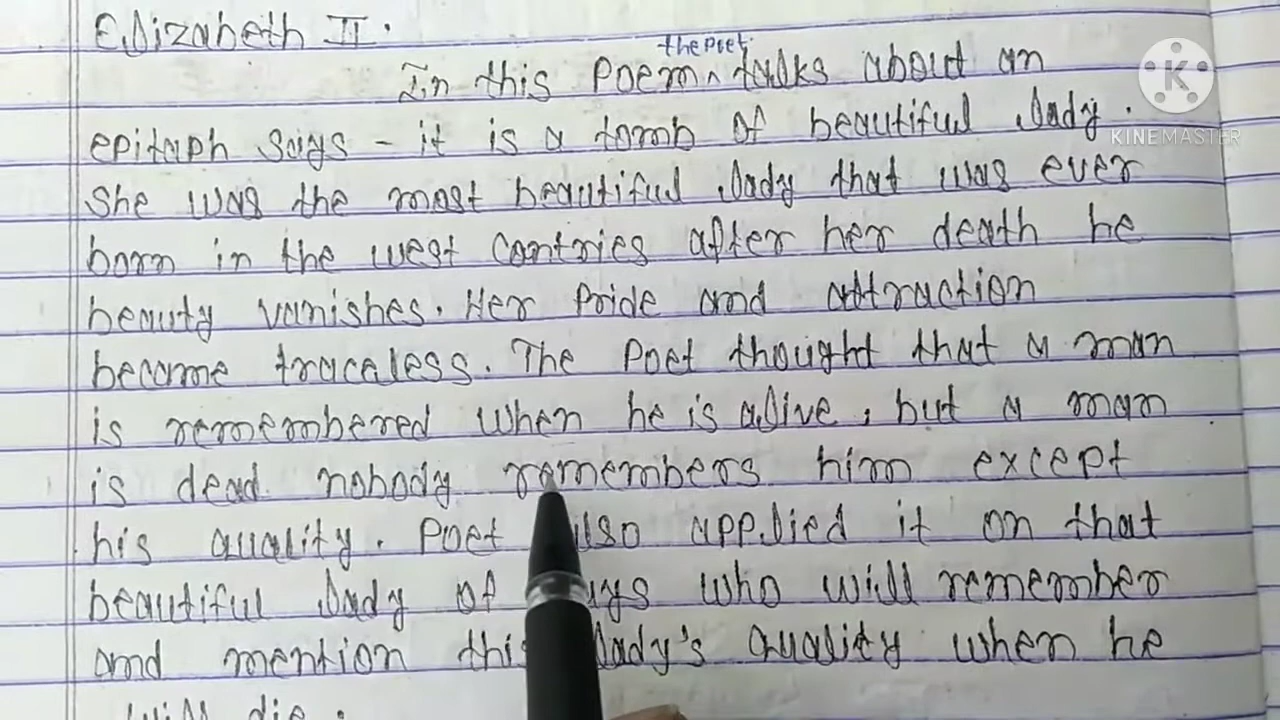 Elizabeth II.
the Poet
In this Poem ^ talks about an
epitaph says - it is a tomb of beautiful lady.
She was the most beautiful lady that was ever
born in the west contries after her death he
beauty vanishes. Her Pride and attraction
become traceless. The Poet thought that a man
is remembered when he is alive, but a man
is dead nobody remembers him except
his quality. Poet also applied it on that
beautiful lady of who will remember
and mention this lady's quality when he
will die.
KINEMASTER